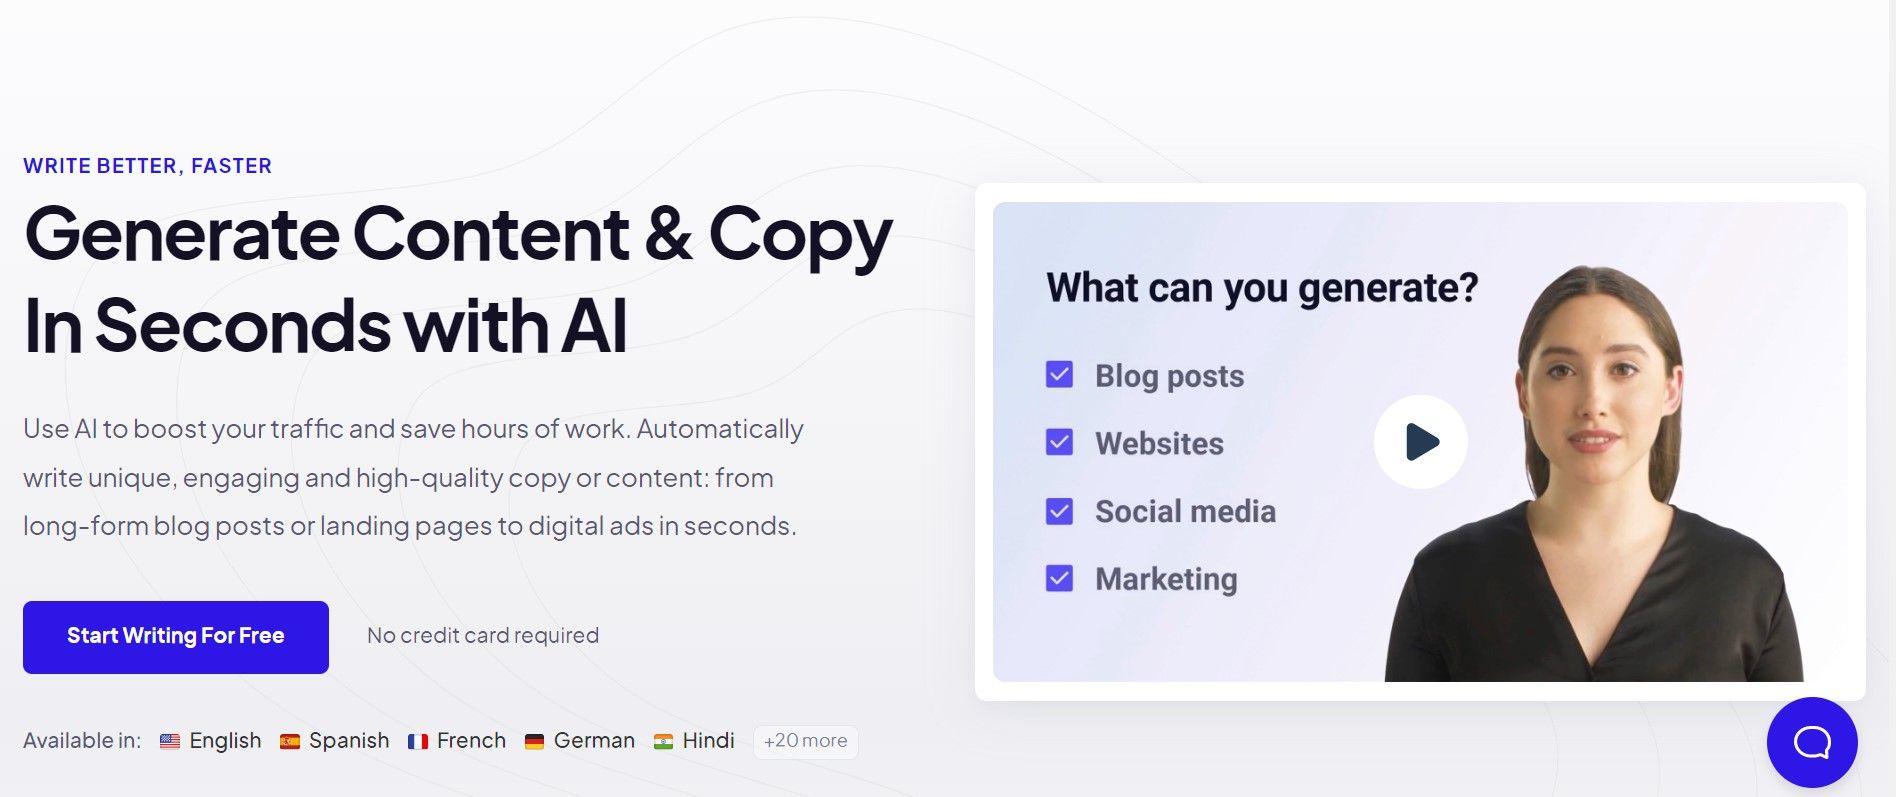 WRITE BETTER, FASTER
Generate Content & Copy
In Seconds with AI
Use AI to boost your traffic and save hours of work. Automatically
write unique, engaging and high-quality copy or content: from
long-form blog posts or landing pages to digital ads in seconds.
Start Writing For Free
No credit card required
Available in: English Spanish French German Hindi +20 more
What can you generate?
Blog posts
Websites
Social media
Marketing